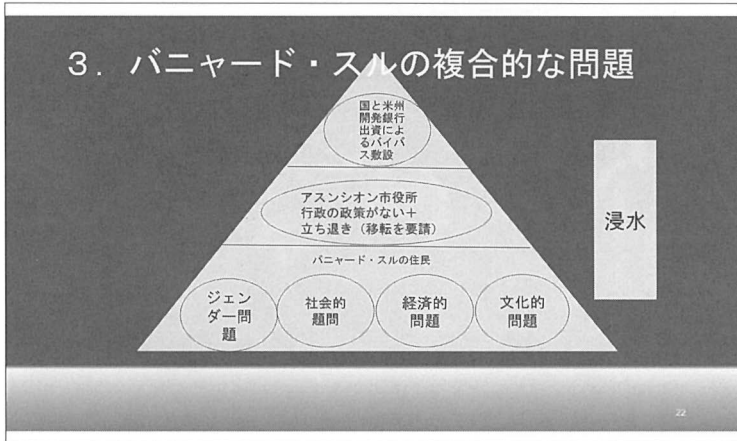 ３．バニャード・スルの複合的な問題
国と米州
開発銀行
出資によ
るバイパ
ス敷設
アスンシオン市役所
行政の政策がない＋
立ち退き（移転を要請）
浸水
バニャード・スルの住民
ジェン
ダー問
題
社会的
題問
経済的
問題
文化的
問題
22